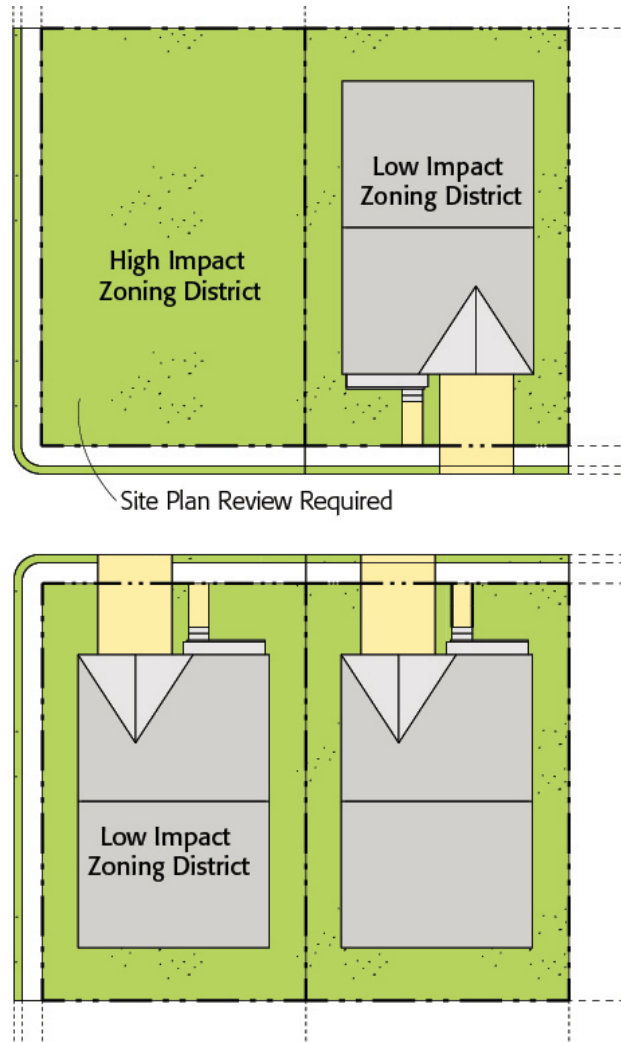 Low Impact
Zoning District
High Impact
Zoning District
Site Plan Review Required
Low Impact
Zoning District